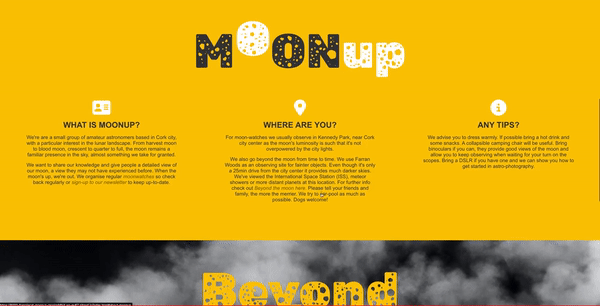 MOONup
WHAT IS MOONUP?
We're are a small group of amateur astronomers based in Cork city,
with a particular interest in the lunar landscape. From harvest moon
to blood moon, crescent to quarter to full, the moon remains a
familiar presence in the sky, almost something we take for granted.
We want to share our knowledge and give people a detailed view of
our moon, a view they may not have experienced before. When the
moon's up, we're up. We organise regular moonwatches so check
back regularly or sign-up to our newsletter to keep up-to-date.
WHERE ARE YOU?
For moon-watches we usually observe in Kennedy Park, near Cork
city center as the moon's luminosity is such that it's not
overpowered by the city lights.
We also go beyond the moon from time to time. We use Farran
Woods as an observing site for fainter objects. Even though it's only
a 25min drive from the city center it provides much darker skies.
We've viewed the International Space Station (ISS), meteor
showers or more distant planets at this location. For further info
check out Beyond the moon here. Please tell your friends and
family, the more the merrier. We try to car-pool as much as
possible. Dogs welcome!
ANY TIPS?
We advise you to dress warmly. If possible bring a hot drink and
some snacks. A collapsible camping chair will be useful. Bring
binoculars if you can, they provide good views of the moon and
allow you to keep observing when waiting for your turn on the
scopes. Bring a DSLR if you have one and we can show you how to
get started in astro-photography
Beyond